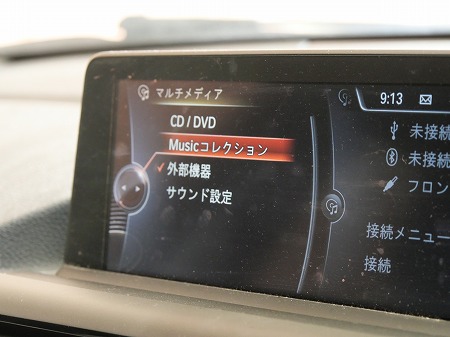 マルチメディア
CD / DVD
Musicコレクション
外部機器
サウンド設定
9:13
未接続
未接続
フロン
接続メニュー
接続